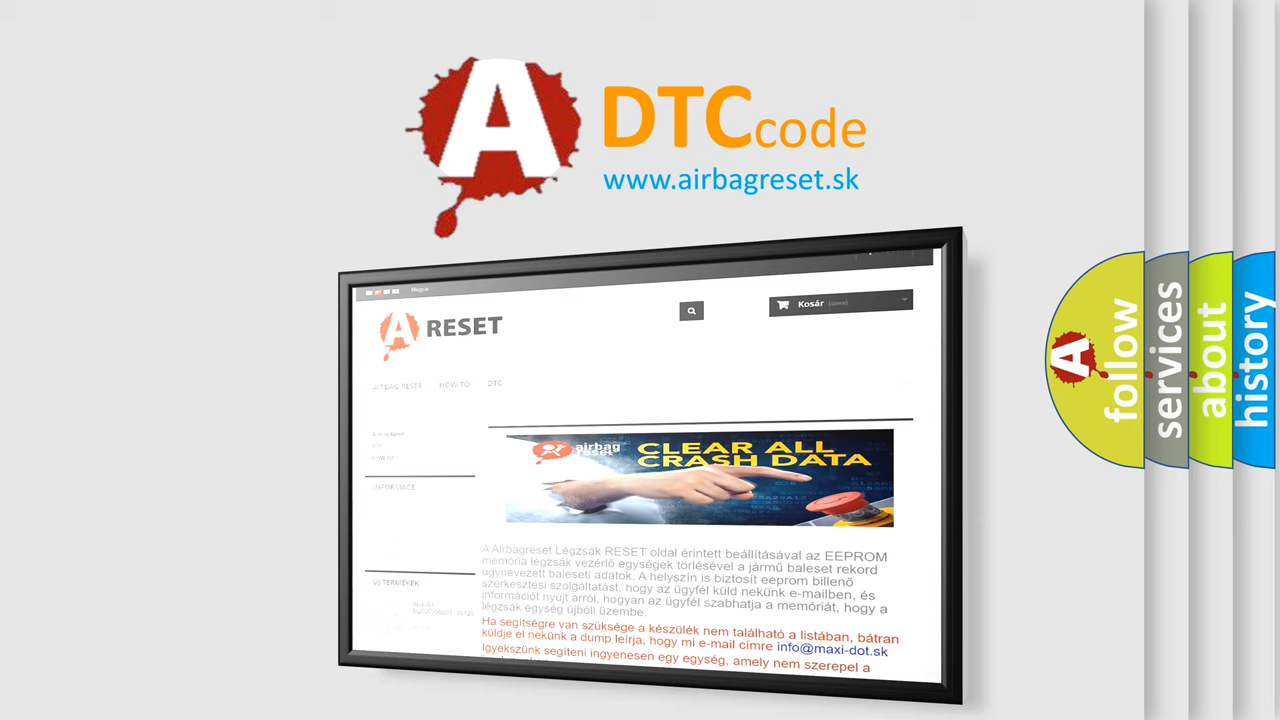 A
DTC code
www.airbagreset.sk
Magyar
A RESET
Kosár
AIRBAG RESET HOW TO DTC
INFORMACE
airbag reset
CLEAR ALL
CRASH DATA
A Airbagreset Légzsák RESET oldal érintett beállításával az EEPROM
memória légzsák vezérlő egységek törlésével a jármű baleset rekord
úgynevezett baleseti adatok. A helyszín is biztosít eeprom billenő
szerkesztési szolgáltatást, hogy az ügyfél küld nekünk e-mailben, és
információt nyújt arról, hogyan az ügyfél szabhatja a memóriát, hogy a
légzsák egység újbóli üzembe.
Ha segítségre van szüksége a készülék nem található a listában, bátran
küldje el nekünk a dump leírja, hogy mi e-mail címre info@maxi-dot.sk
Igyekszünk segíteni ingyenesen egy egység, amely nem szerepel a
ÚJ TERMÉKEK
A
follow
services
about
history